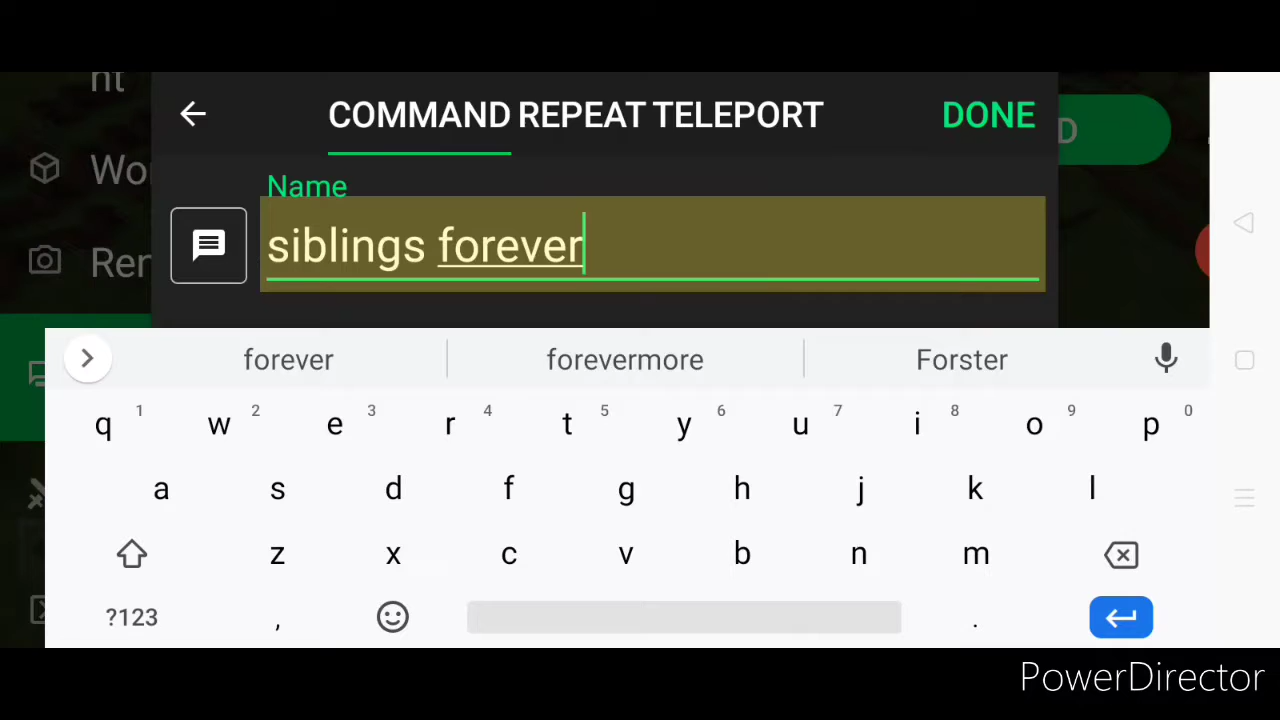 nt
COMMAND REPEAT TELEPORT
DONE
D
Name
Wo
siblings forever
Rer
forever
forevermore
Forster
q 1 w 2 e 3 r 4 t 5 y 6 u 7 i 8 o 9 p 0
a s d f g h j k l
z x c v b n m
?123 , .
PowerDirector